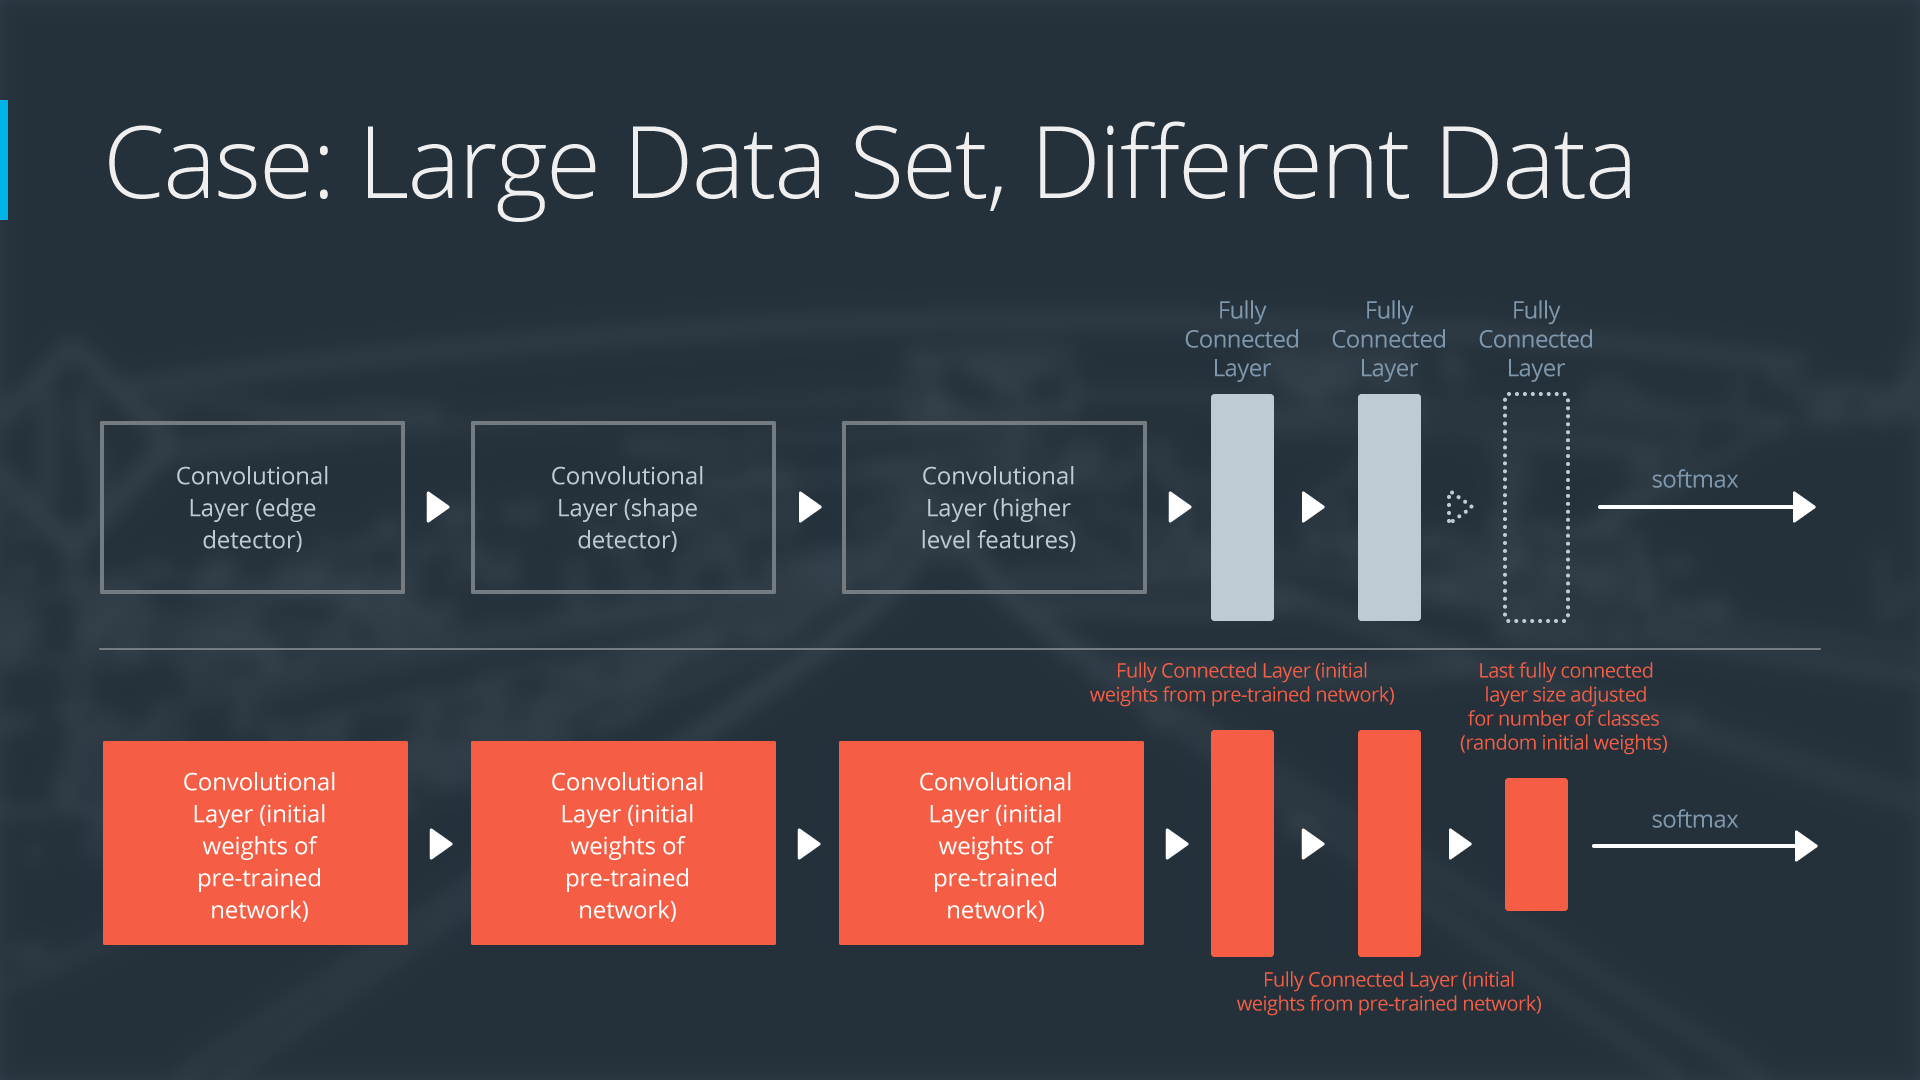 Case: Large Data Set, Different Data
Fully
Connected
Layer
Fully
Connected
Layer
Fully
Connected
Layer
Convolutional
Layer (edge
detector)
Convolutional
Layer (shape
detector)
Convolutional
Layer (higher
level features)
softmax
Fully Connected Layer (initial
weights from pre-trained network)
Last fully connected
layer size adjusted
for number of classes
(random initial weights)
Convolutional
Layer (initial
weights of
pre-trained
network)
Convolutional
Layer (initial
weights of
pre-trained
network)
Convolutional
Layer (initial
weights of
pre-trained
network)
softmax
Fully Connected Layer (initial
weights from pre-trained network)